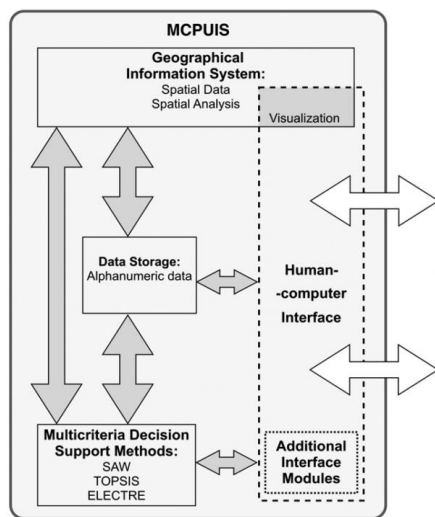 MCPUIS
Geographical
Information System:
Spatial Data
Spatial Analysis
Visualization
Data Storage:
Alphanumeric data
Human-
-computer
Interface
Multicriteria Decision
Support Methods:
SAW
TOPSIS
ELECTRE
Additional
Interface
Modules